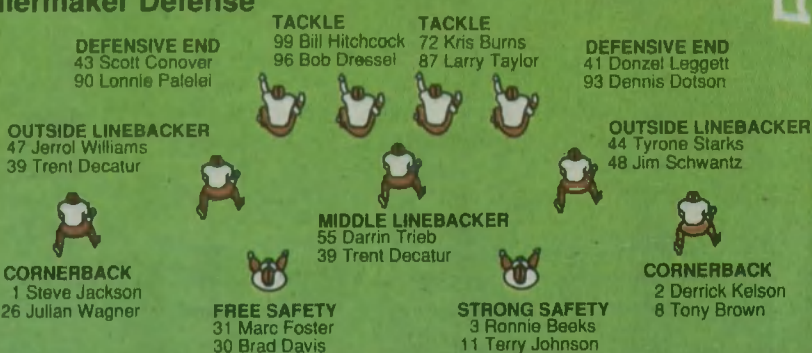 Defense
TACKLE
99 Bill Hitchcock
96 Bob Dressel
TACKLE
72 Kris Burns
87 Larry Taylor
DEFENSIVE END
43 Scott Conover
90 Lonnie Palelei
DEFENSIVE END
41 Donzel Leggett
93 Dennis Dotson
OUTSIDE LINEBACKER
47 Jerrol Williams
39 Trent Decatur
OUTSIDE LINEBACKER
44 Tyrone Starks
48 Jim Schwantz
MIDDLE LINEBACKER
55 Darrin Trieb
39 Trent Decatur
CORNERBACK
1 Steve Jackson
26 Julian Wagner
FREE SAFETY
31 Marc Foster
30 Brad Davis
STRONG SAFETY
3 Ronnie Beeks
11 Terry Johnson
CORNERBACK
2 Derrick Kelson
8 Tony Brown